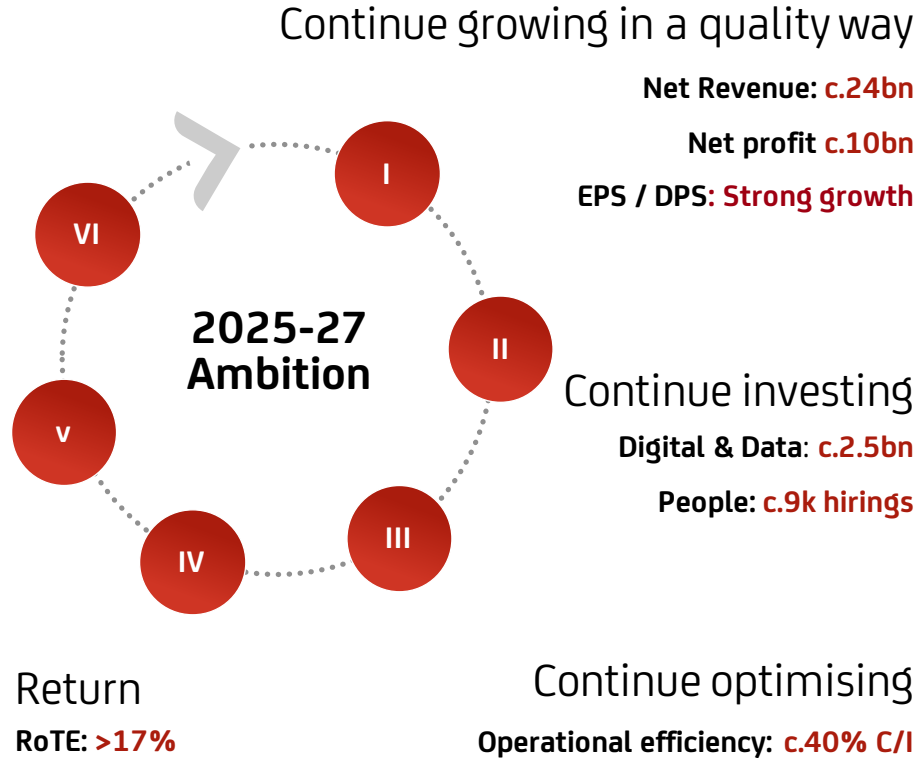 Continue growing in a quality way
Net Revenue: c.24bn
Net profit c.10bn
EPS / DPS: Strong growth
I
VI
2025-27
Ambition
II
Continue investing
Digital & Data: c.2.5bn
People: c.9k hirings
v
III
IV
Return
RoTE: >17%
Continue optimising
Operational efficiency: c.40% C/I